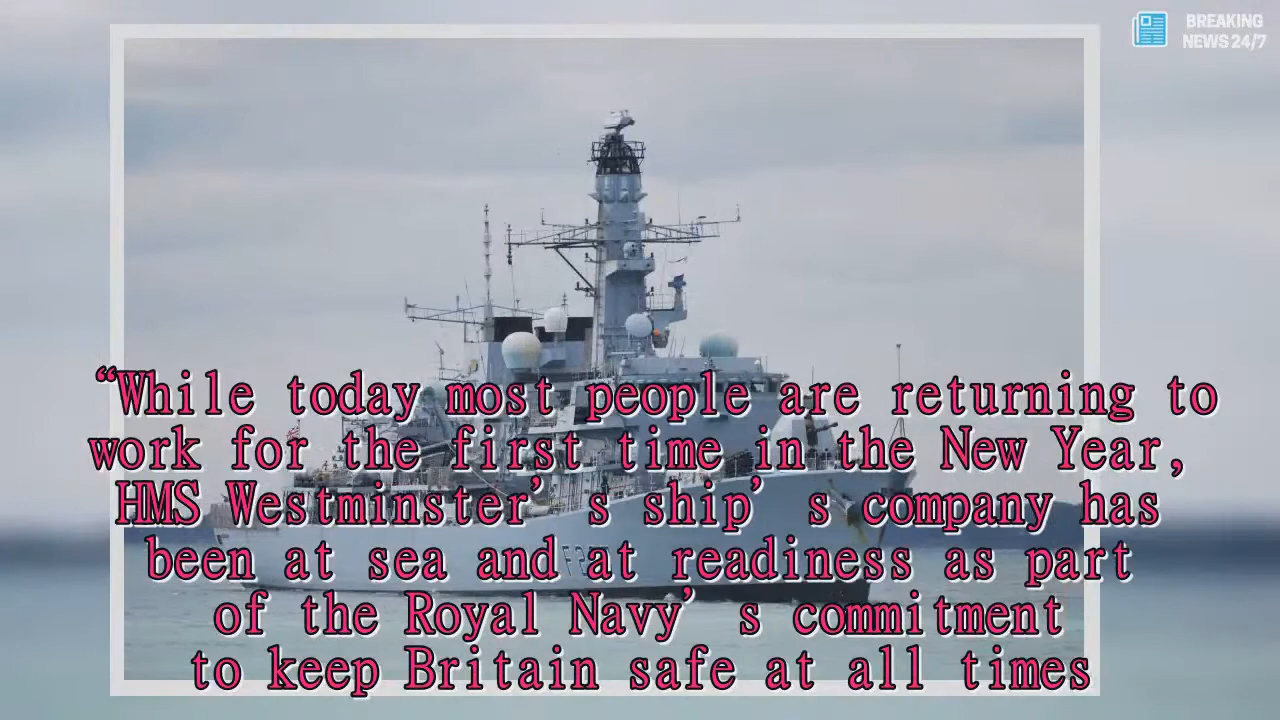 BREAKING
NEWS 24/7
“While today most people are returning to
work for the first time in the New Year,
HMS Westminster’s ship’s company has
been at sea and at readiness as part
of the Royal Navy’s commitment
to keep Britain safe at all times